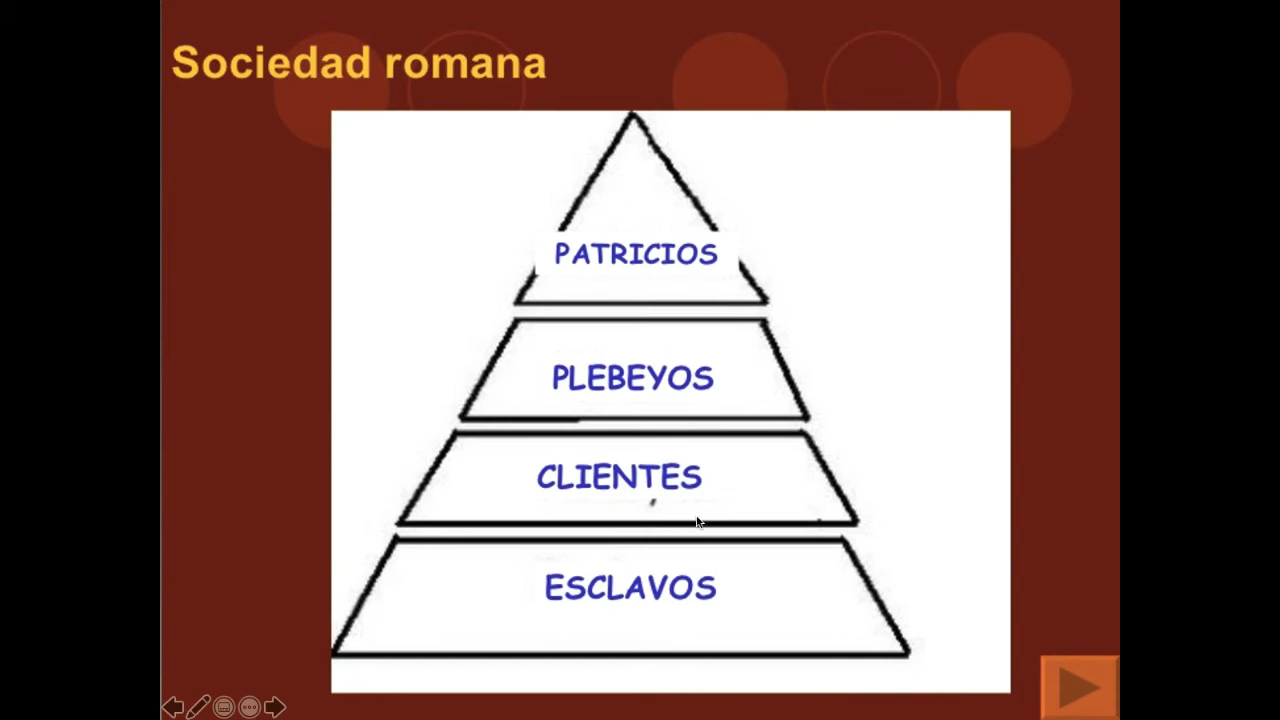 Sociedad romana
PATRICIOS
PLEBEYOS
CLIENTES
ESCLAVOS